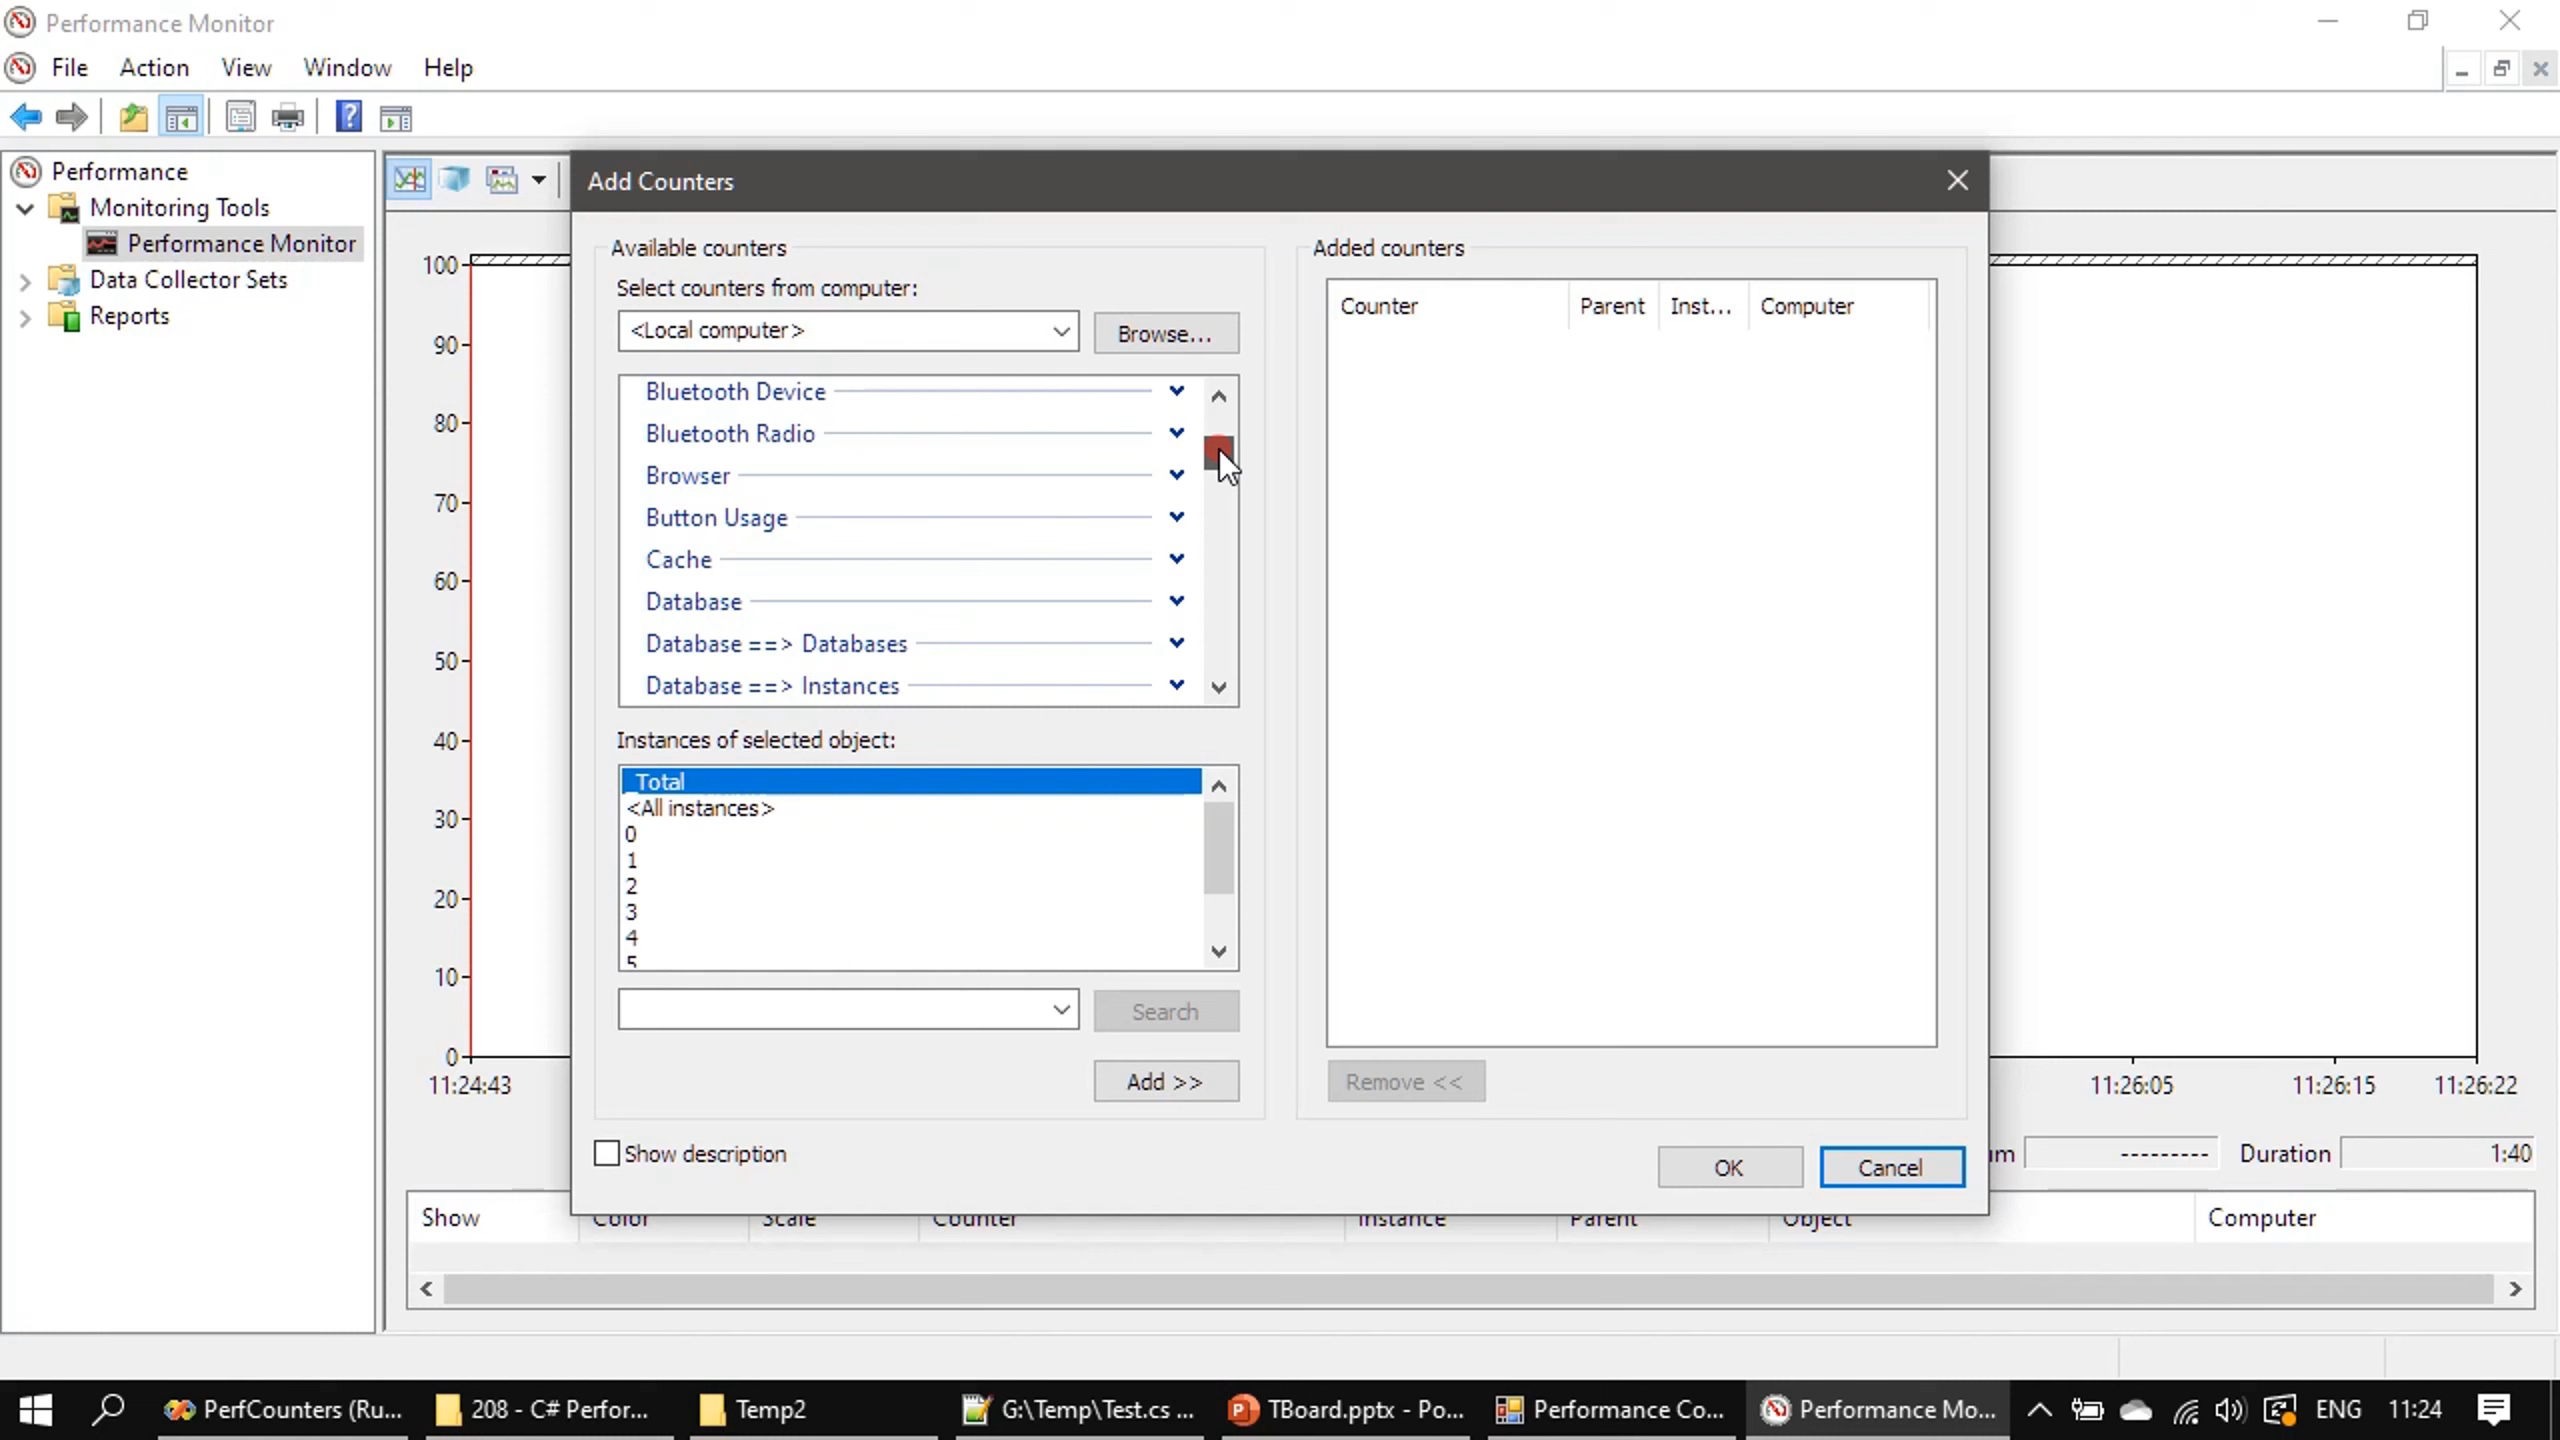 Performance Monitor
File Action View Window Help
Performance
Monitoring Tools
Performance Monitor
Data Collector Sets
Reports
100
90
80
70
60
50
40
30
20
10
0
11:24:43
11:26:05
11:26:15
11:26:22
Add Counters
Available counters
Select counters from computer:
<Local computer>
Browse...
Bluetooth Device
Bluetooth Radio
Browser
Button Usage
Cache
Database
Database ==> Databases
Database ==> Instances
Instances of selected object:
_Total
<All instances>
0
1
2
3
4
5
Search
Add >>
Added counters
Counter Parent Inst... Computer
Remove <<
Show description
OK
Cancel
um --------- Duration 1:40
Show Color Scale Counter Instance Parent Object Computer
PerfCounters (Ru... 208 - C# Perfor... Temp2 G:\Temp\Test.cs ... TBoard.pptx - Po... Performance Co... Performance Mo... ENG 11:24